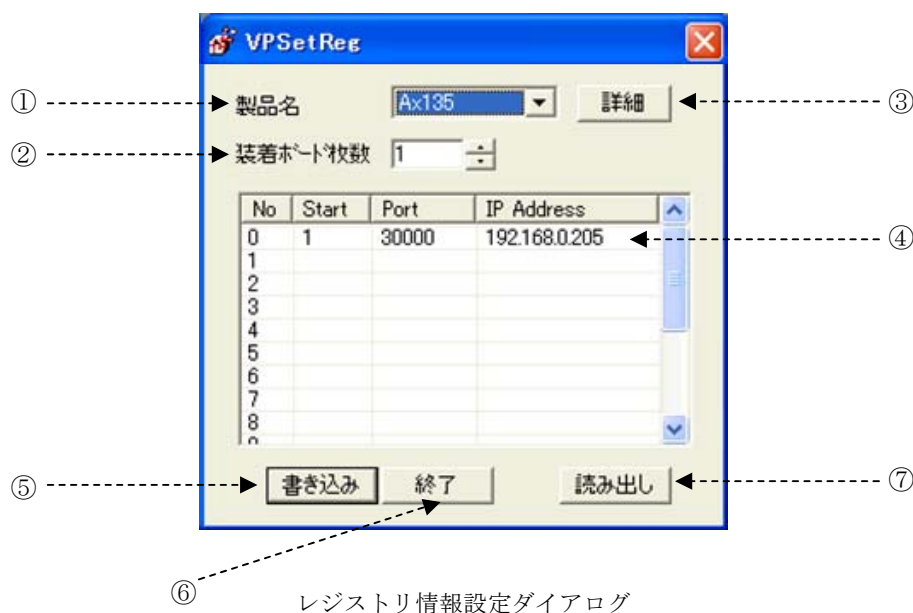 VPSetReg
① 製品名 Ax135 詳細 ③
② 装着ボード枚数 1
No Start Port IP Address
0 1 30000 192.168.0.205 ④
1
2
3
4
5
6
7
8
⑤ 書き込み 終了 読み出し ⑦
⑥
レジストリ情報設定ダイアログ